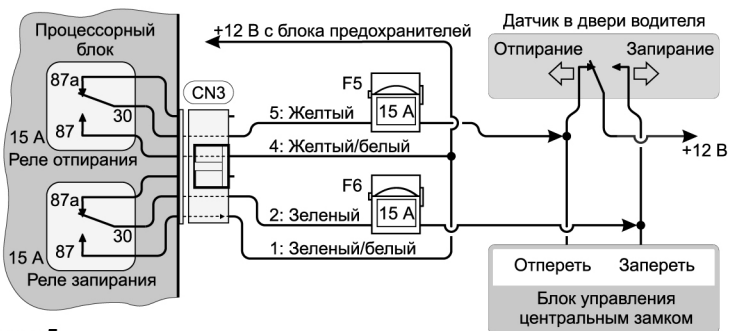 Процессорный
блок
87a
30
15 А 87
Реле отпирания
87a
30
15 А 87
Реле запирания
CN3
+12 В с блока предохранителей
F5
15 А
5: Желтый
4: Желтый/белый
F6
15 А
2: Зеленый
1: Зеленый/белый
Датчик в двери водителя
Отпирание Запирание
+12 В
Отпереть Запереть
Блок управления
центральным замком